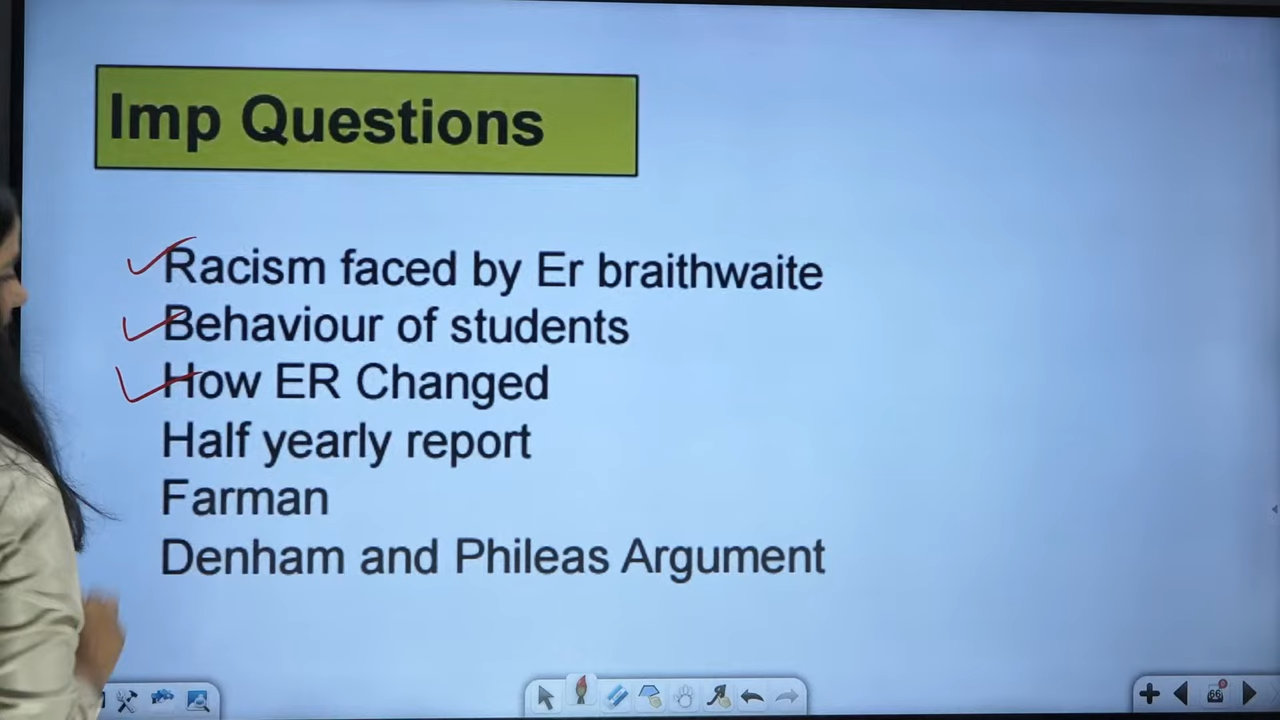 Imp Questions
Racism faced by Er braithwaite
Behaviour of students
How ER Changed
Half yearly report
Farman
Denham and Phileas Argument
66